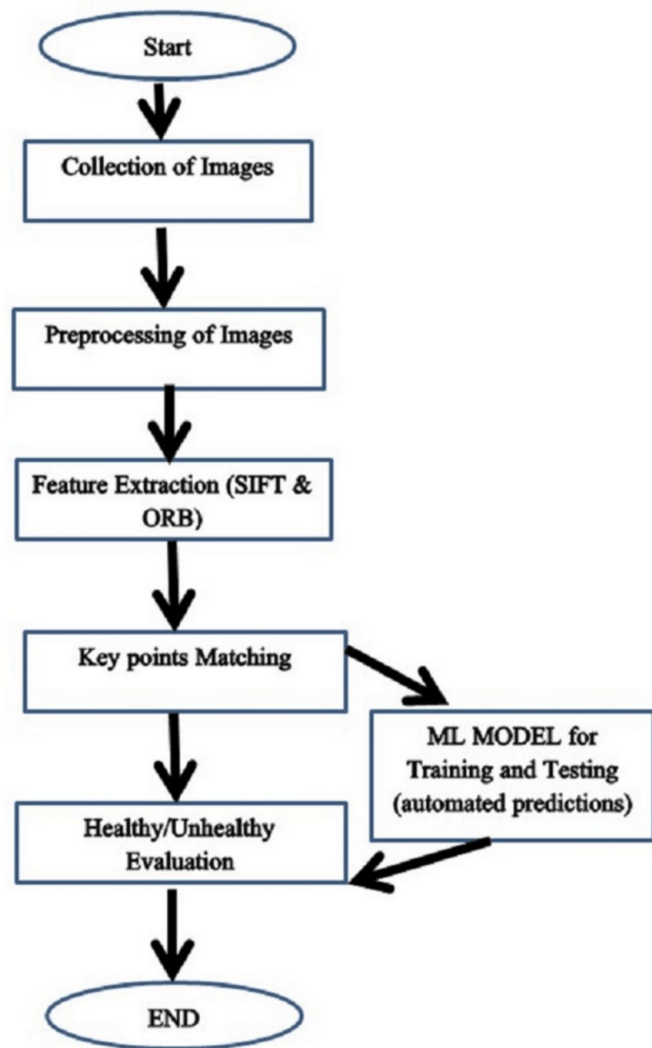 Start
Collection of Images
Preprocessing of Images
Feature Extraction (SIFT &
ORB)
Key points Matching
ML MODEL for
Training and Testing
(automated predictions)
Healthy/Unhealthy
Evaluation
END